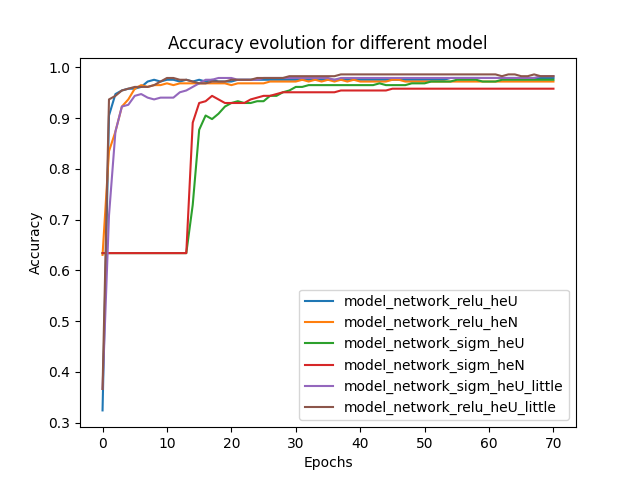 Accuracy evolution for different model
1.0
0.9
0.8
0.7
0.6
0.5
0.4
0.3
Accuracy
0
10
20
30
40
50
60
70
Epochs
model_network_relu_heU
model_network_relu_heN
model_network_sigm_heU
model_network_sigm_heN
model_network_sigm_heU_little
model_network_relu_heU_little